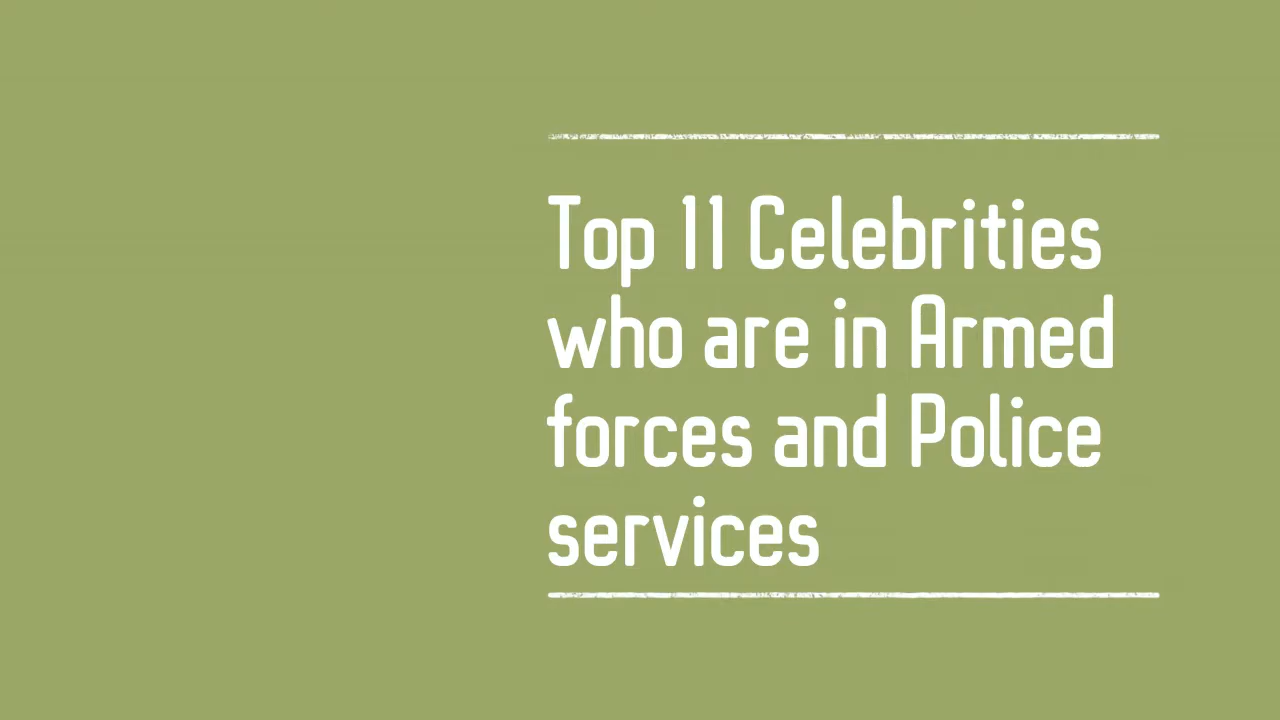 Top 11 Celebrities
who are in Armed
forces and Police
services